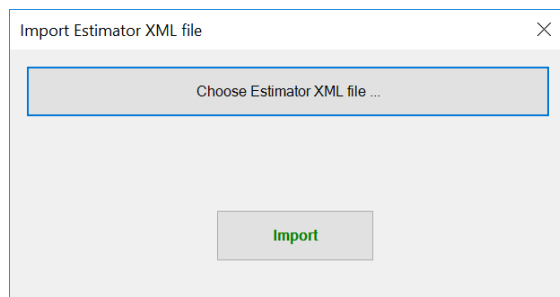 Import Estimator XML file
Choose Estimator XML file ...
Import